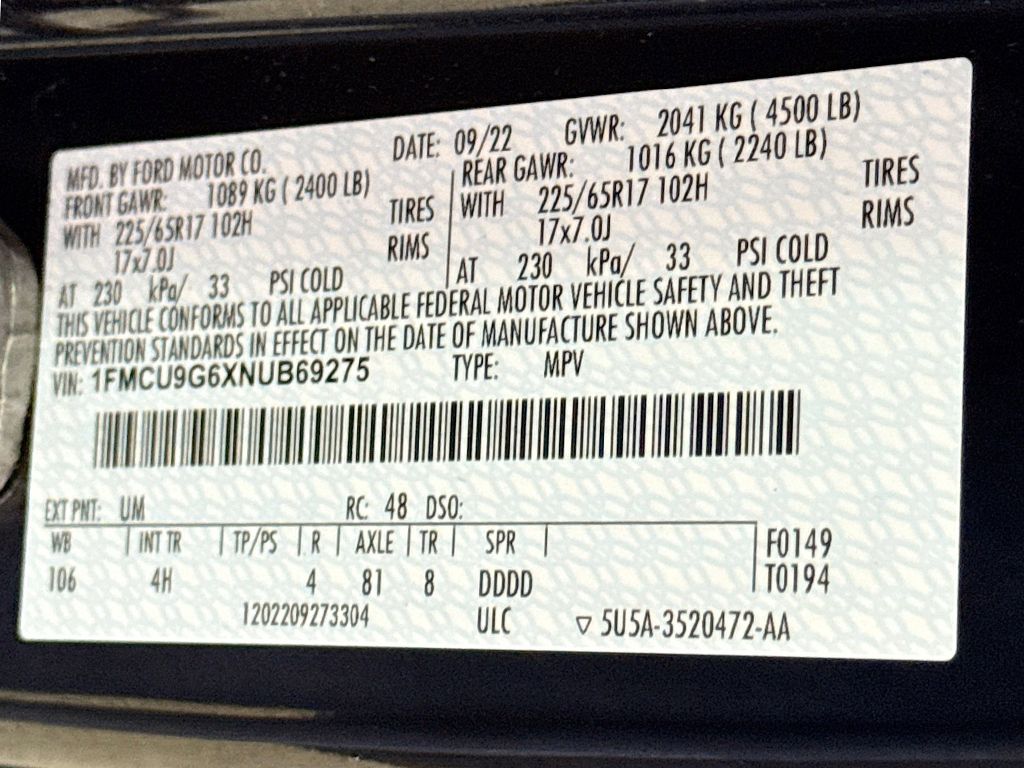 MFD. BY FORD MOTOR CO. DATE: 09/22 GVWR: 2041 KG ( 4500 LB)
FRONT GAWR: 1089 KG ( 2400 LB) REAR GAWR: 1016 KG ( 2240 LB)
WITH 225/65R17 102H TIRES WITH 225/65R17 102H TIRES
17x7.0J RIMS 17x7.0J RIMS
AT 230 kPa/ 33 PSI COLD AT 230 kPa/ 33 PSI COLD
THIS VEHICLE CONFORMS TO ALL APPLICABLE FEDERAL MOTOR VEHICLE SAFETY AND THEFT
PREVENTION STANDARDS IN EFFECT ON THE DATE OF MANUFACTURE SHOWN ABOVE.
VIN: 1FMCU9G6XNUB69275 TYPE: MPV
EXT PNT: UM RC: 48 DSO:
WB INT TR TP/PS R AXLE TR SPR F0149
106 4H 4 81 8 DDDD T0194
1202209273304 ULC ▽ 5U5A-3520472-AA